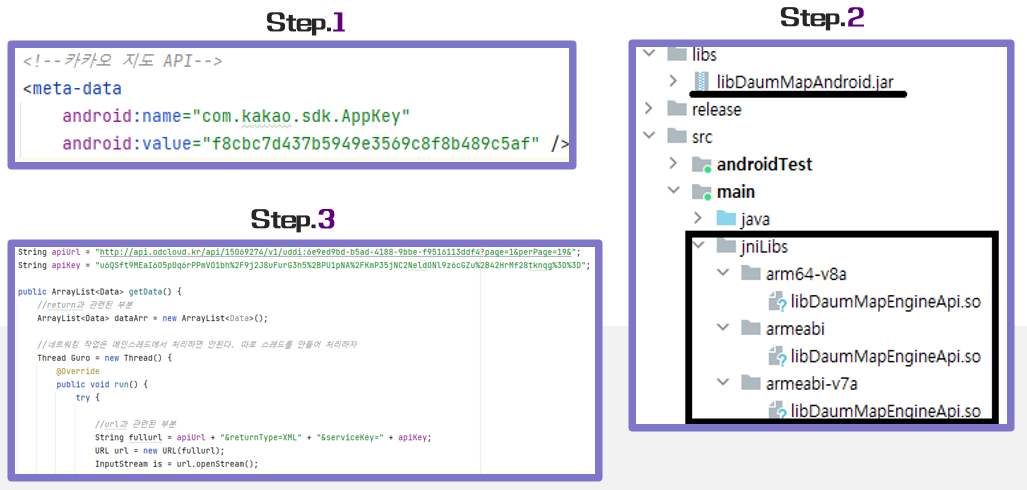 Step.1
<!--카카오 지도 API-->
<meta-data
android:name="com.kakao.sdk.AppKey"
android:value="f8cbc7d437b5949e3569c8f8b489c5af" />
Step.2
libs
libDaumMapAndroid.jar
release
src
androidTest
main
java
jniLibs
arm64-v8a
libDaumMapEngineApi.so
armeabi
libDaumMapEngineApi.so
armeabi-v7a
libDaumMapEngineApi.so
Step.3
String apiUrl = "http://api.odcloud.kr/api/15069274/v1/uddi:6e9ed9bd-b5ad-4188-9bbe-f9516113ddf4?page=1&perPage=19&";
String apiKey =
public ArrayList<Data> getData() {
//return과 관련된 부분
ArrayList<Data> dataArr = new ArrayList<Data>();
//네트워킹 작업은 메인스레드에서 처리하면 안된다. 따로 스레드를 만들어 처리하자
Thread Guro = new Thread() {
@Override
public void run() {
try {
//url과 관련된 부분
String fullurl = apiUrl + "&returnType=XML" + "&serviceKey=" + apiKey;
URL url = new URL(fullurl);
InputStream is = url.openStream();